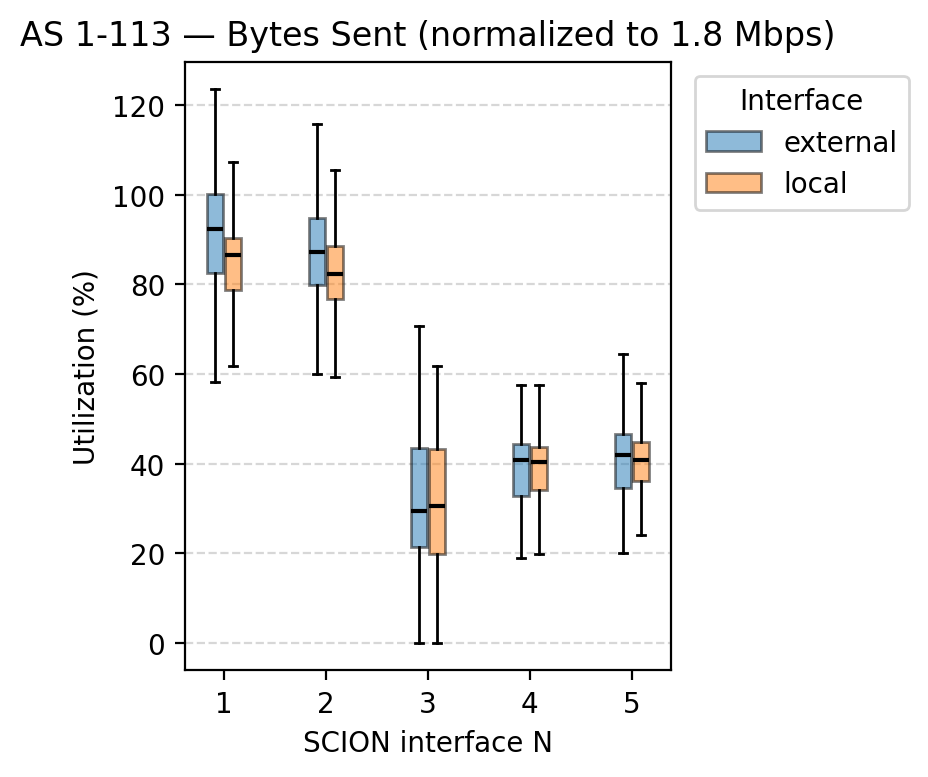 AS 1-113 — Bytes Sent (normalized to 1.8 Mbps)
Interface
external
local
Utilization (%)
120
100
80
60
40
20
0
1 2 3 4 5
SCION interface N